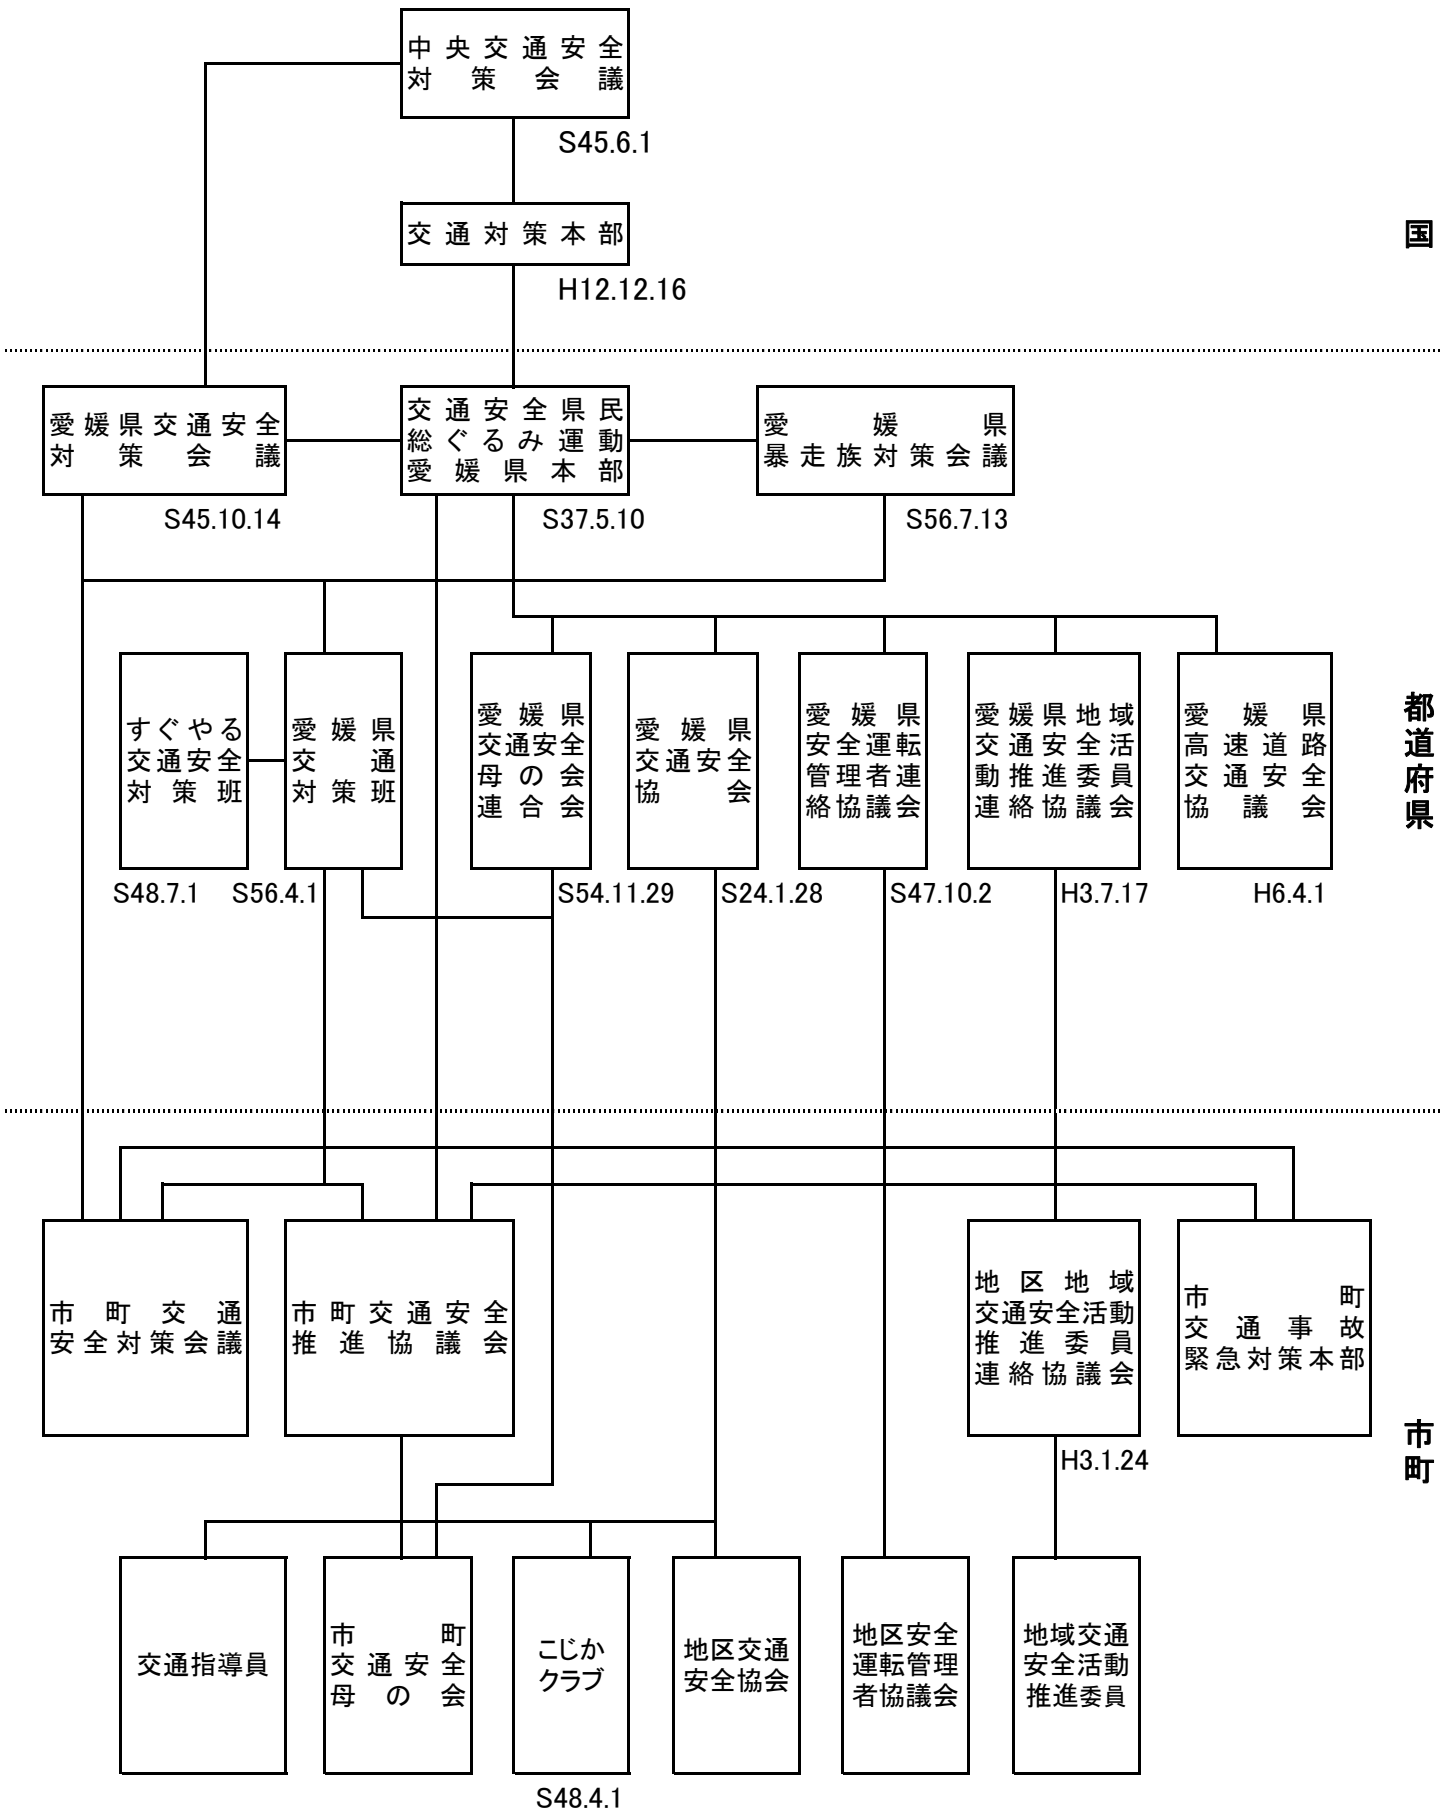 中央交通安全
対策会議
S45.6.1
交通対策本部
H12.12.16
国
愛媛県交通安全
対策会議
S45.10.14
交通安全県民
総ぐるみ運動
愛媛県本部
S37.5.10
愛媛県
暴走族対策会議
S56.7.13
すぐやる
交通安全
対策班
S48.7.1
愛媛県
交通
対策班
S56.4.1
愛媛県
交通安全
母の会
連合会
S54.11.29
愛媛県
交通安全
協会
S24.1.28
愛媛県
安全運転
管理者連
絡協議会
S47.10.2
愛媛県地域
交通安全活
動推進委員
連絡協議会
H3.7.17
愛媛県
高速道路
交通安全
協議会
H6.4.1
都
道
府
県
市町交通
安全対策会議
市町交通安全
推進協議会
地区地域
交通安全活動
推進委員
連絡協議会
H3.1.24
市町
交通事故
緊急対策本部
市
町
交通指導員
市町
交通安全
母の会
こじか
クラブ
S48.4.1
地区交通
安全協会
地区安全
運転管理
者協議会
地域交通
安全活動
推進委員